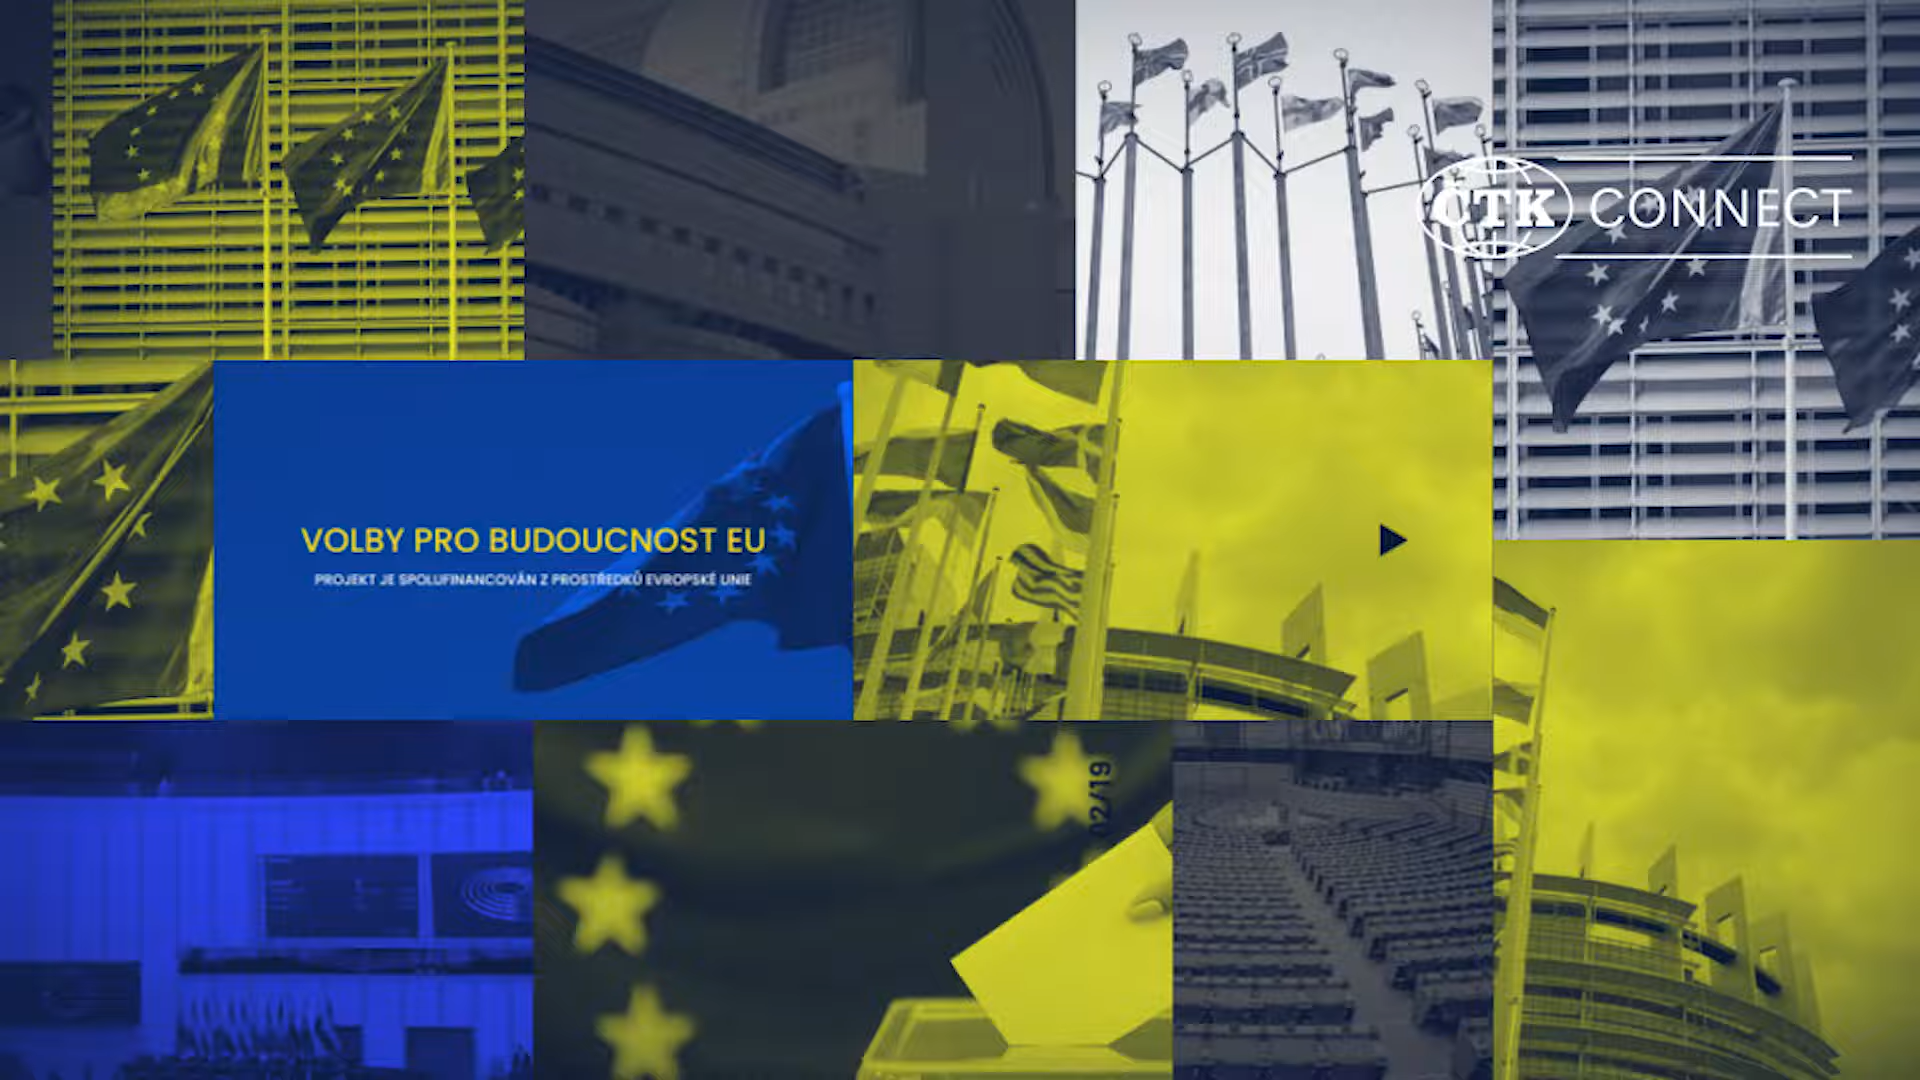 ČTK CONNECT
VOLBY PRO BUDOUCNOST EU
PROJEKT JE SPOLUFINANCOVÁN Z PROSTŘEDKŮ EVROPSKÉ UNIE
02/19